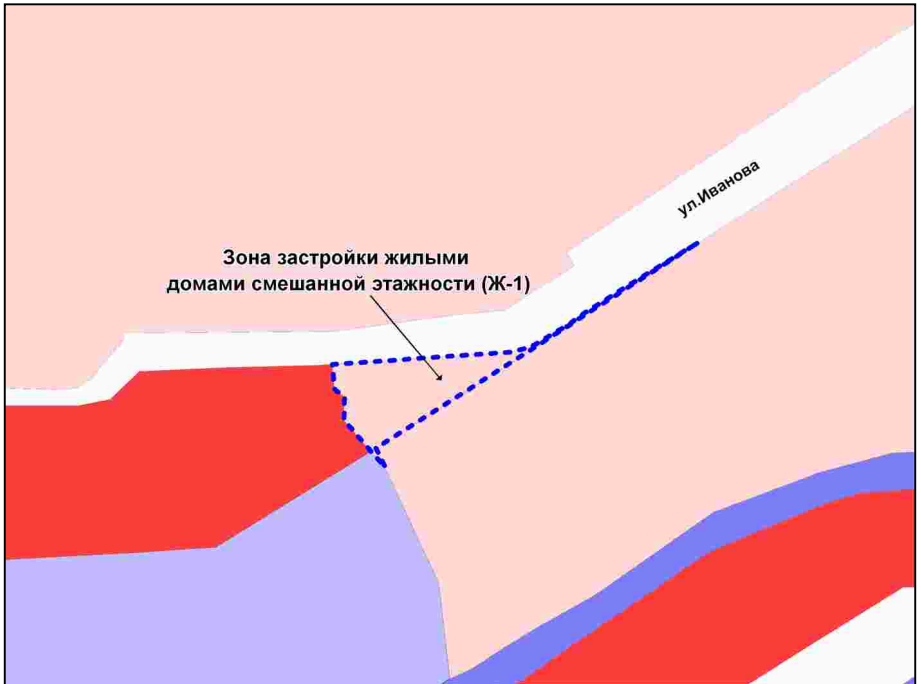 ул.Иванова
Зона застройки жилыми
домами смешанной этажности (Ж-1)